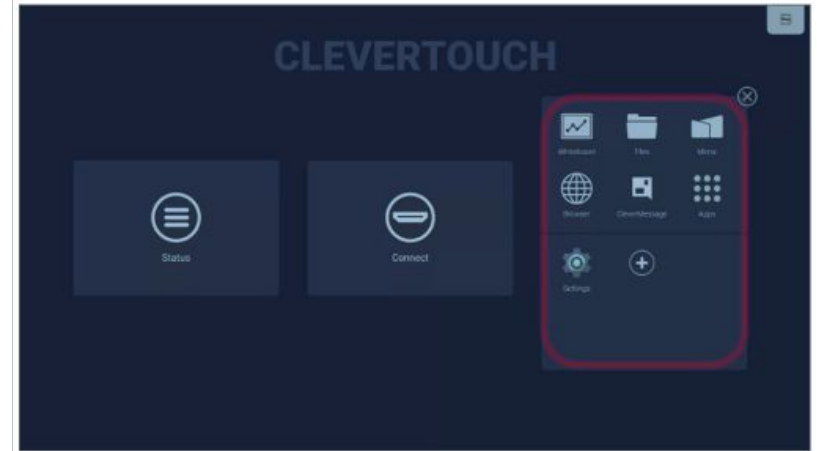 CLEVERTOUCH
Whiteboard Files Mirror
Browser CleverMessage Apps
Status Connect
Settings